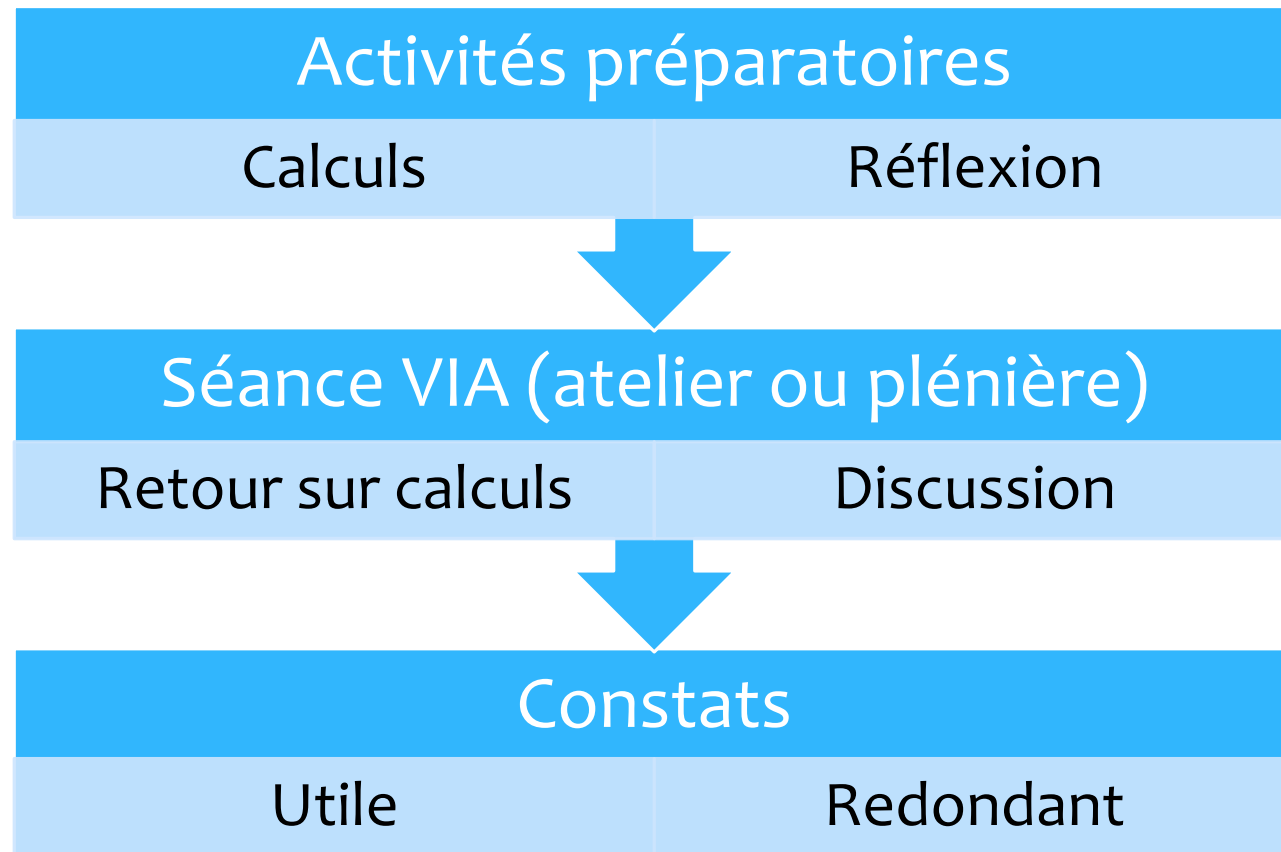 Activités préparatoires
Calculs
Réflexion
Séance VIA (atelier ou plénière)
Retour sur calculs
Discussion
Constats
Utile
Redondant